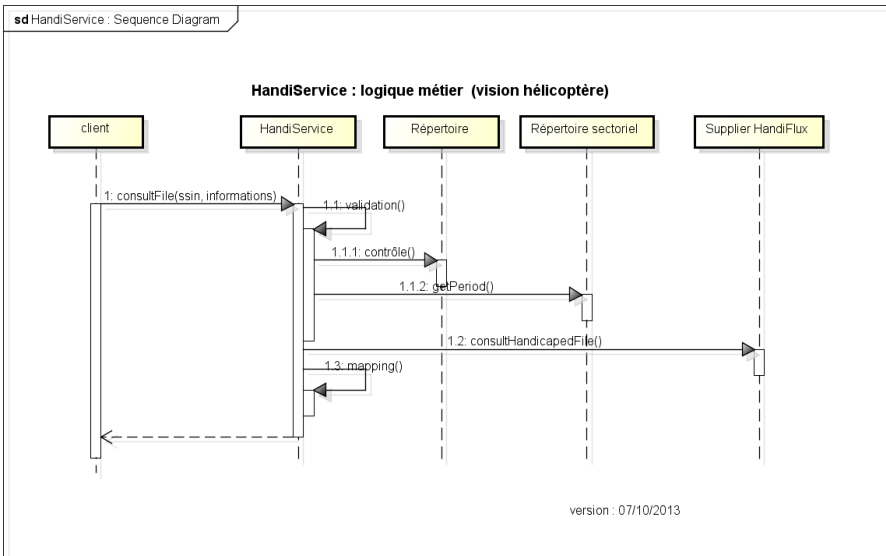 sd HandiService : Sequence Diagram
HandiService : logique métier (vision hélicoptère)
client
HandiService
Répertoire
Répertoire sectoriel
Supplier HandiFlux
1: consultFile(ssin, informations)
1.1: validation()
1.1.1: contrôle()
1.1.2: getPeriod()
1.2: consultHandicapedFile()
1.3: mapping()
version : 07/10/2013